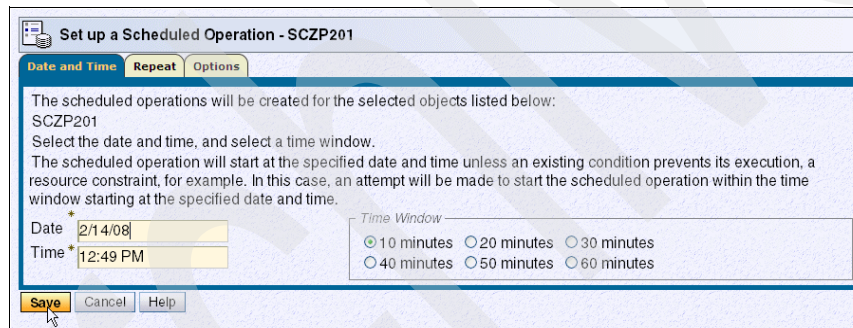 Set up a Scheduled Operation - SCZP201
Date and Time Repeat Options
The scheduled operations will be created for the selected objects listed below:
SCZP201
Select the date and time, and select a time window.
The scheduled operation will start at the specified date and time unless an existing condition prevents its execution, a
resource constraint, for example. In this case, an attempt will be made to start the scheduled operation within the time
window starting at the specified date and time.
Time Window
Date * 2/14/08
10 minutes 20 minutes 30 minutes
Time * 12:49 PM
40 minutes 50 minutes 60 minutes
Save Cancel Help